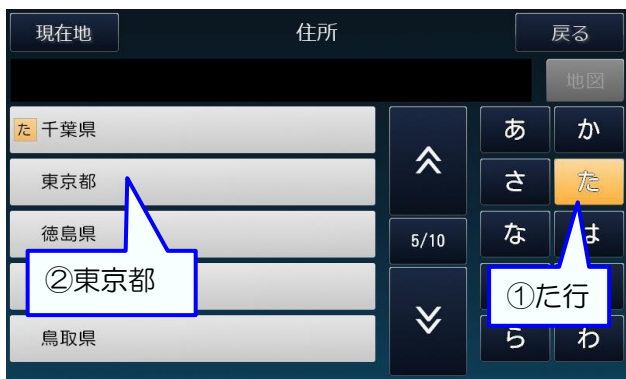 現在地
住所
戻る
地図
た 千葉県
東京都
徳島県
鳥取県
5/10
あ か
さ た
な は
ら わ
②東京都
①た行